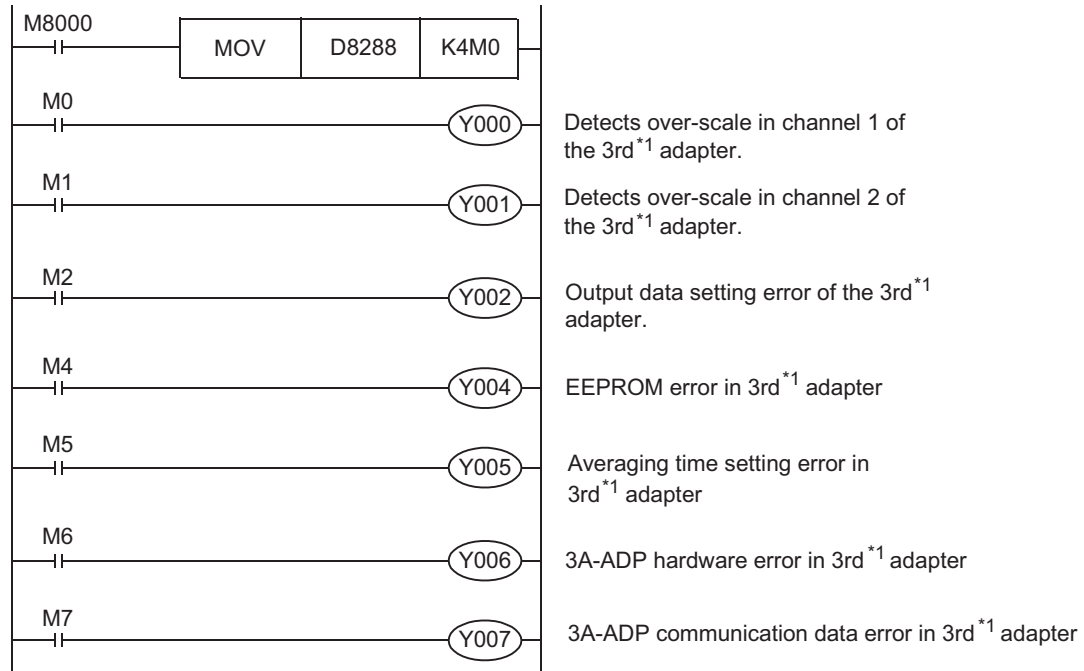 M8000
MOV D8288 K4M0
M0
Y000 Detects over-scale in channel 1 of
the 3rd*1 adapter.
M1
Y001 Detects over-scale in channel 2 of
the 3rd*1 adapter.
M2
Y002 Output data setting error of the 3rd*1
adapter.
M4
Y004 EEPROM error in 3rd*1 adapter
M5
Y005 Averaging time setting error in
3rd*1 adapter
M6
Y006 3A-ADP hardware error in 3rd*1 adapter
M7
Y007 3A-ADP communication data error in 3rd*1 adapter